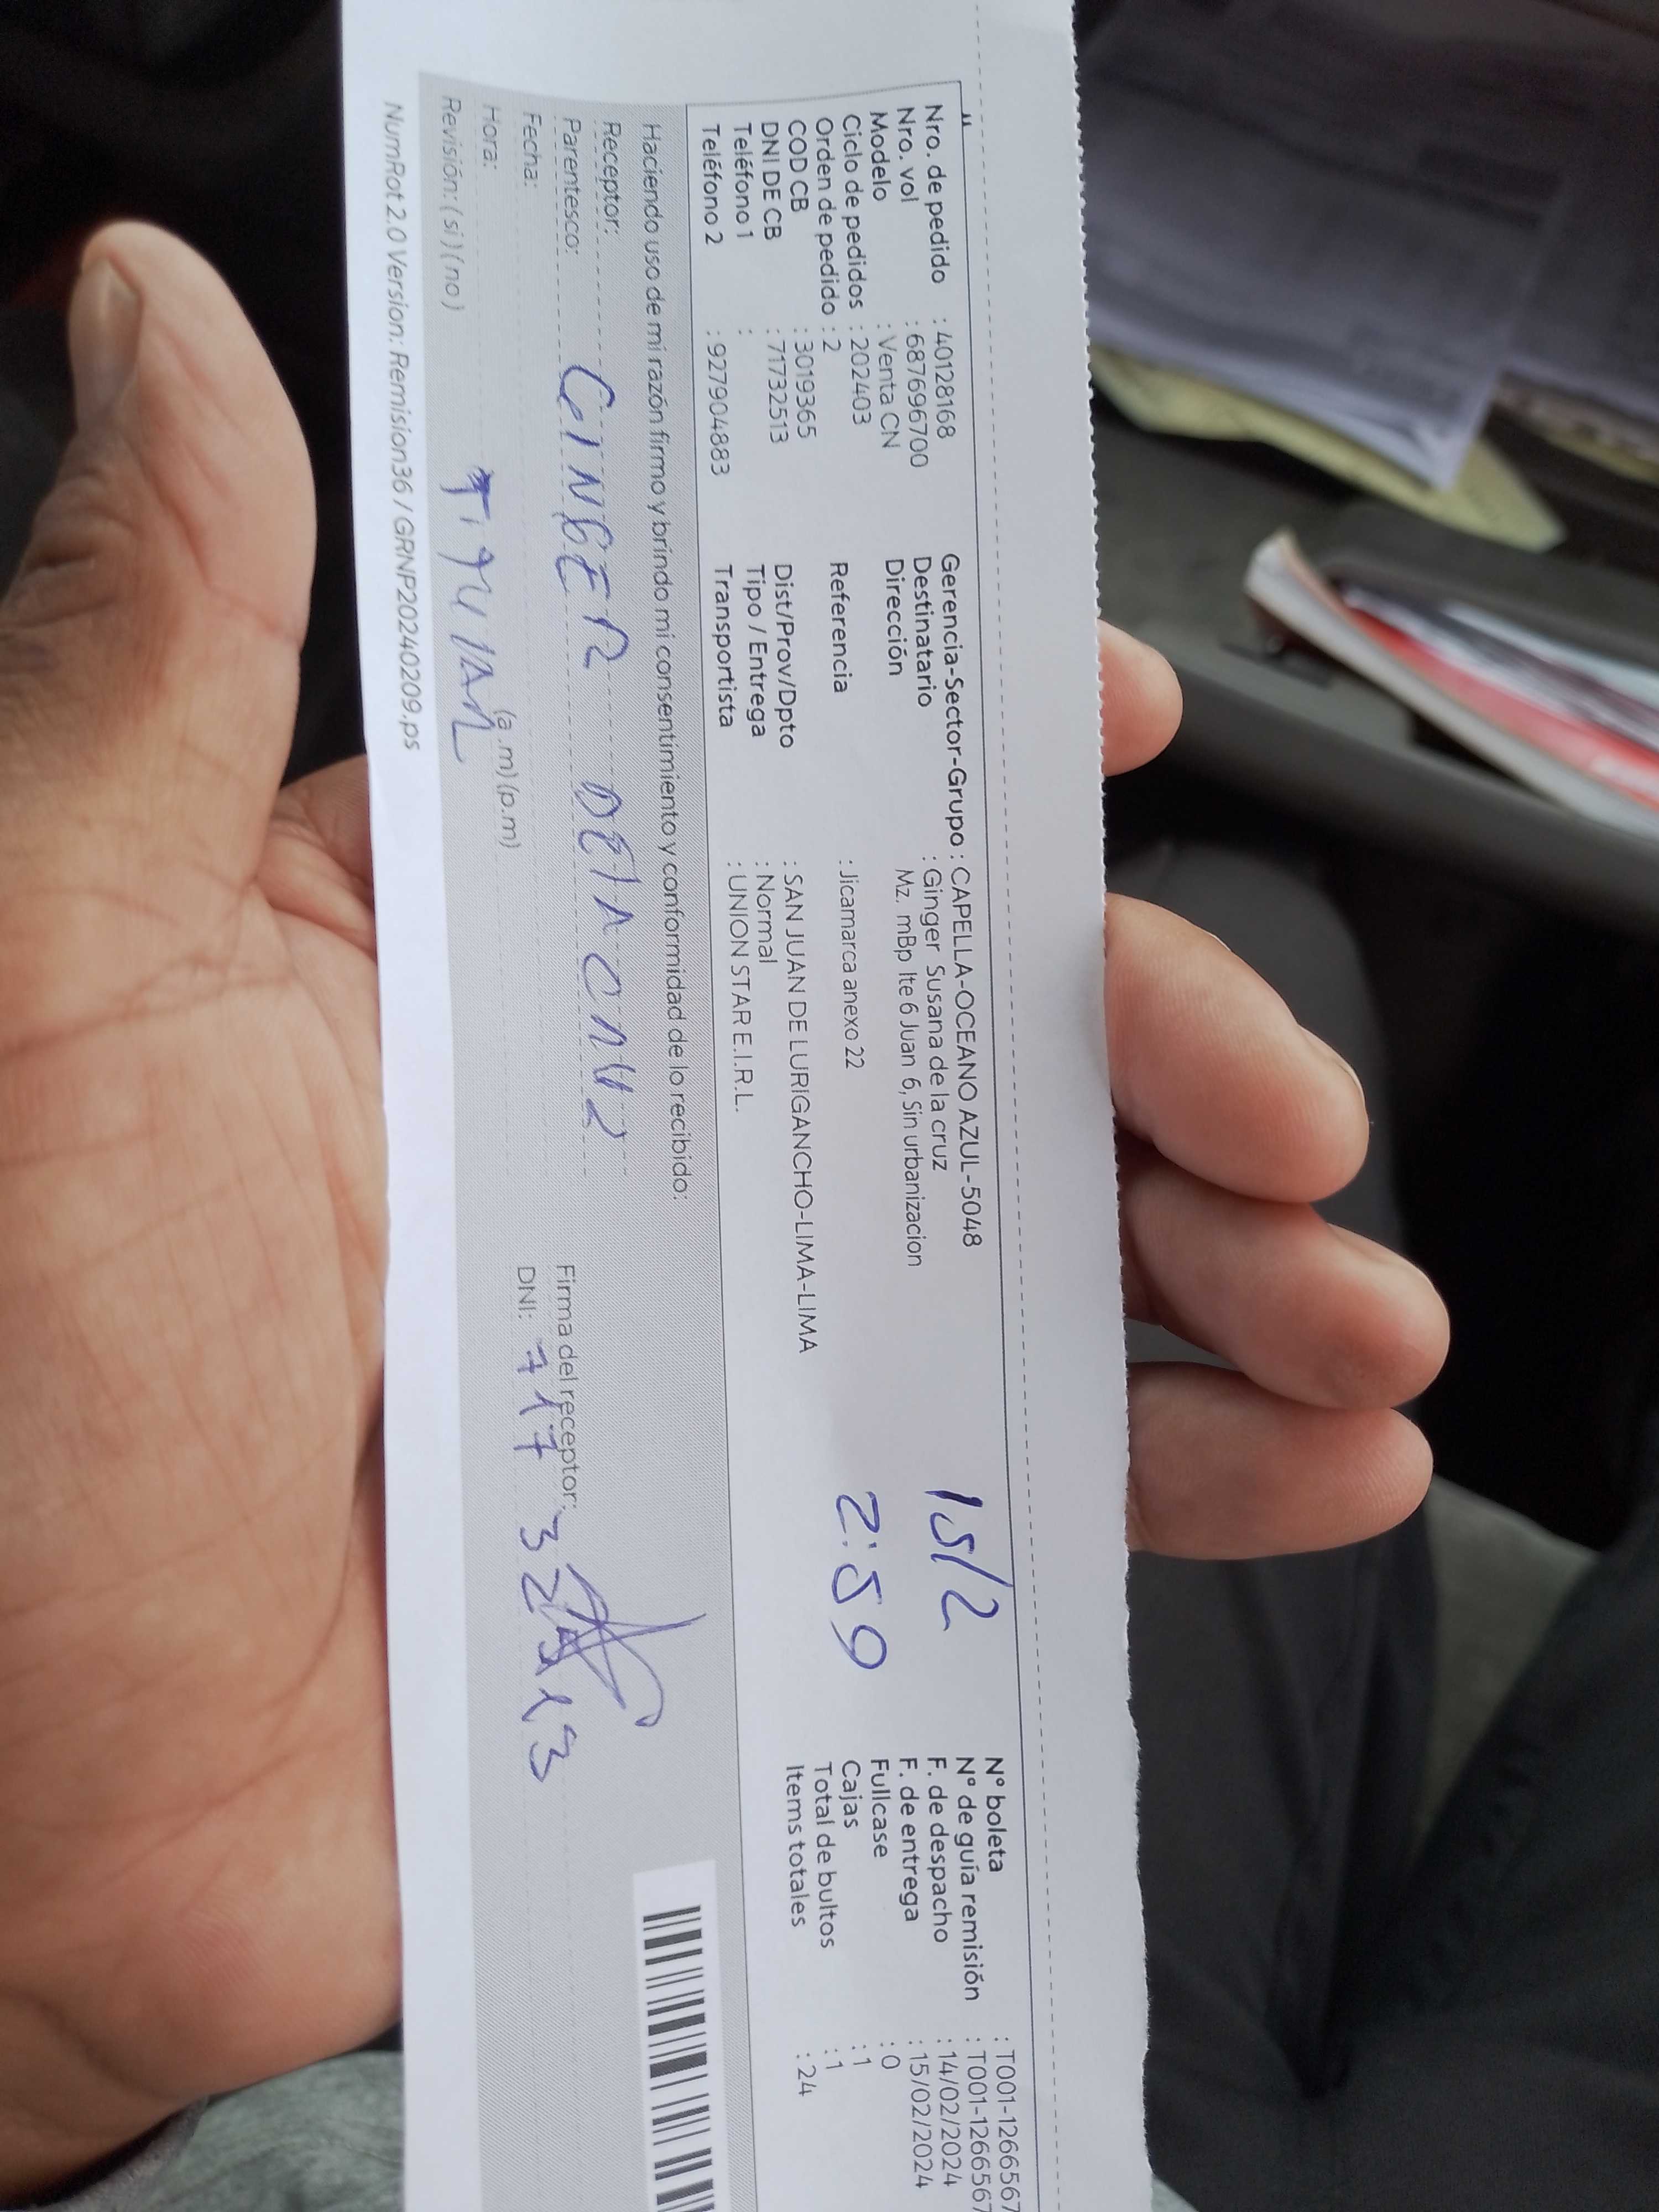 Nro. de pedido : 40128168
Nro. vol : 687696700
Modelo : Venta CN
Ciclo de pedidos : 202403
Orden de pedido : 2
COD CB : 3019365
DNI DE CB : 71732513
Teléfono 1 :
Teléfono 2 : 927904883
Gerencia-Sector-Grupo : CAPELLA-OCEANO AZUL-5048
Destinatario : Ginger Susana de la cruz
Dirección Mz. mBp lte 6 Juan 6, Sin urbanizacion
Referencia : Jicamarca anexo 22
Dist/Prov/Dpto : SAN JUAN DE LURIGANCHO-LIMA-LIMA
Tipo / Entrega : Normal
Transportista : UNION STAR E.I.R.L.
15/2
2:59
N° boleta : T001-1266567
N° de guía remisión : T001-1266567
F. de despacho : 14/02/2024
F. de entrega : 15/02/2024
Fullcase : 0
Cajas : 1
Total de bultos : 1
Items totales : 24
Haciendo uso de mi razón firmo y brindo mi consentimiento y conformidad de lo recibido:
Receptor:
Parentesco: GINGER DE LA CRUZ
Fecha:
Hora: (a.m) (p.m)
Revisión: (si) (no) TiTULAR
Firma del receptor:
DNI: 71732513
NumRot 2.0 Version: Remision36 / GRNP20240209.ps